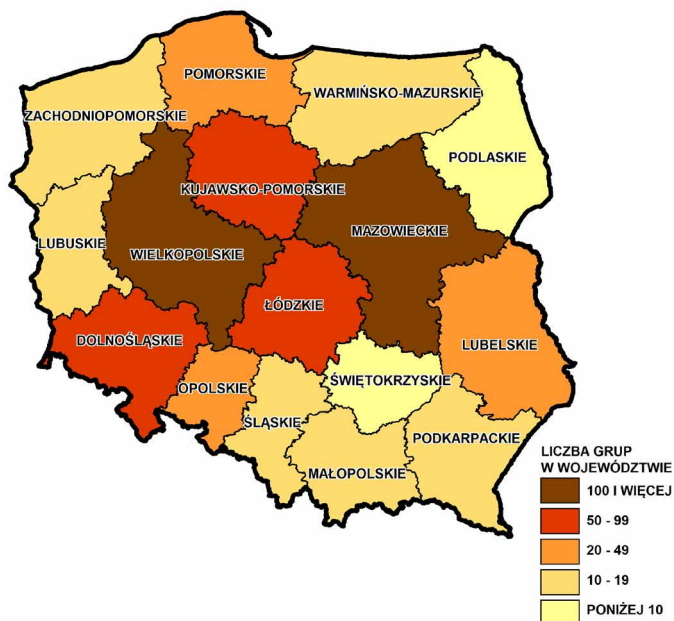 POMORSKIE
WARMIŃSKO-MAZURSKIE
ZACHODNIOPOMORSKIE
PODLASKIE
KUJAWSKO-POMORSKIE
MAZOWIECKIE
LUBUSKIE
WIELKOPOLSKIE
ŁÓDZKIE
DOLNOŚLĄSKIE
LUBELSKIE
OPOLSKIE
ŚWIĘTOKRZYSKIE
ŚLĄSKIE
PODKARPACKIE
MAŁOPOLSKIE
LICZBA GRUP
W WOJEWÓDZTWIE
100 I WIĘCEJ
50 - 99
20 - 49
10 - 19
PONIŻEJ 10